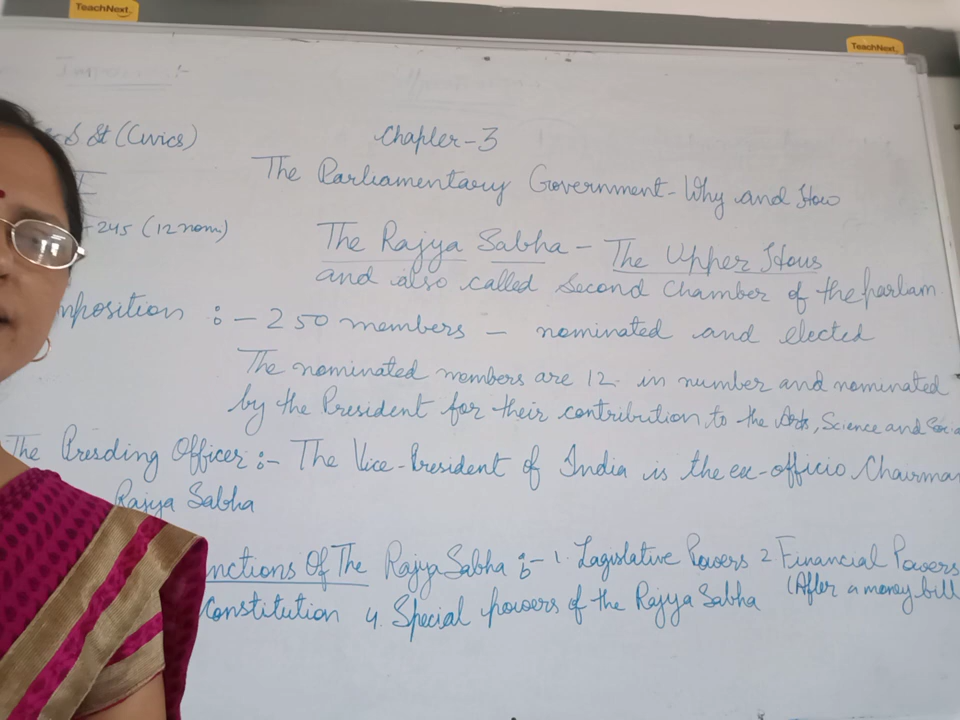 TeachNext
TeachNext
S St (Civics)
Chapter-3
The Parliamentary Government - Why and How
245 (12 nom.)
The Rajya Sabha - The Upper Hous
and also called Second Chamber of the parlam
mposition :- 250 members - nominated and elected
The nominated members are 12 in number and nominated
by the President for their contribution to the Arts, Science and Socia
The Presding Officer :- The Vice-President of India is the ex-officio Chairman
Rajya Sabha
nctions Of The Rajya Sabha :- 1. Lagislative Powers 2 Financial Powers
(After a money bill
Constitution 4. Special powers of the Rajya Sabha